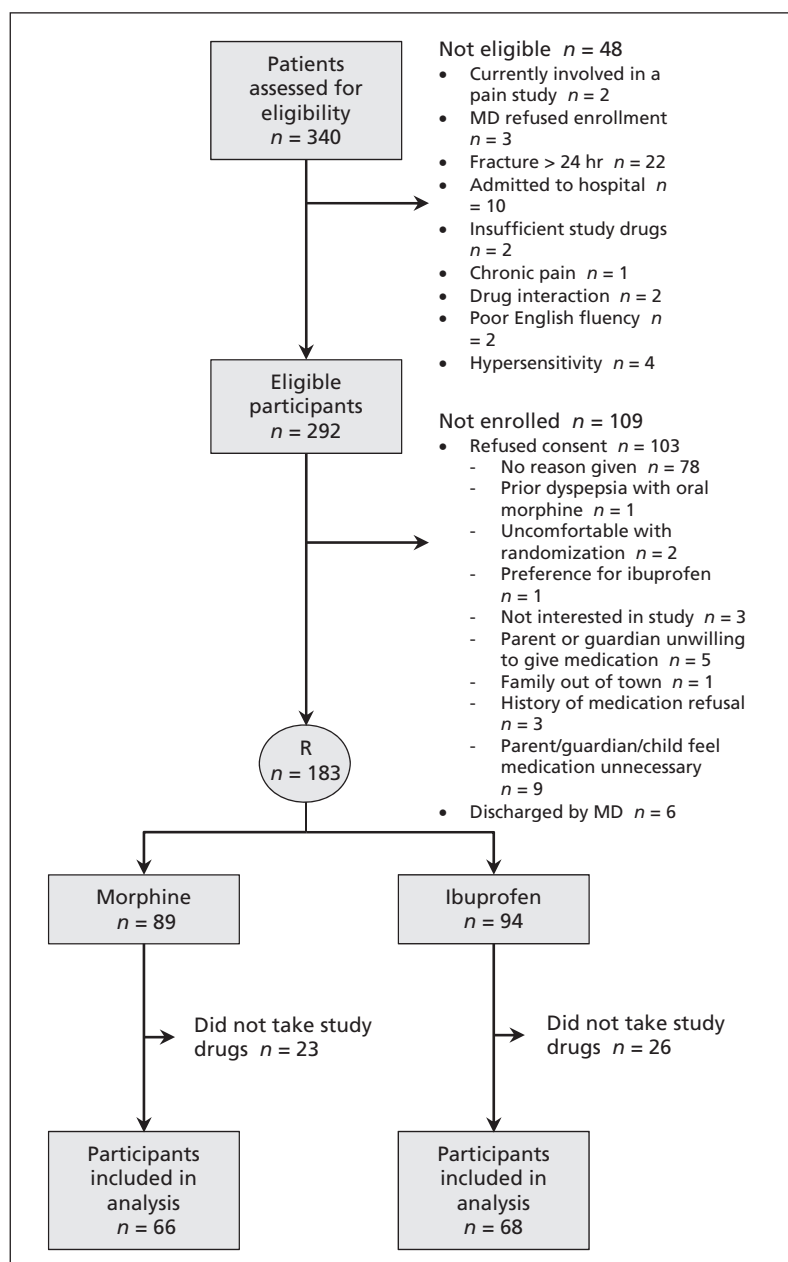 Patients
assessed for
eligibility
n = 340
Not eligible n = 48
• Currently involved in a
pain study n = 2
• MD refused enrollment
n = 3
• Fracture > 24 hr n = 22
• Admitted to hospital n
= 10
• Insufficient study drugs
n = 2
• Chronic pain n = 1
• Drug interaction n = 2
• Poor English fluency n
= 2
• Hypersensitivity n = 4
Eligible
participants
n = 292
Not enrolled n = 109
• Refused consent n = 103
- No reason given n = 78
- Prior dyspepsia with oral
morphine n = 1
- Uncomfortable with
randomization n = 2
- Preference for ibuprofen
n = 1
- Not interested in study n = 3
- Parent or guardian unwilling
to give medication n = 5
- Family out of town n = 1
- History of medication refusal
n = 3
- Parent/guardian/child feel
medication unnecessary
n = 9
• Discharged by MD n = 6
R
n = 183
Morphine
n = 89
Ibuprofen
n = 94
Did not take study
drugs n = 23
Did not take study
drugs n = 26
Participants
included in
analysis
n = 66
Participants
included in
analysis
n = 68